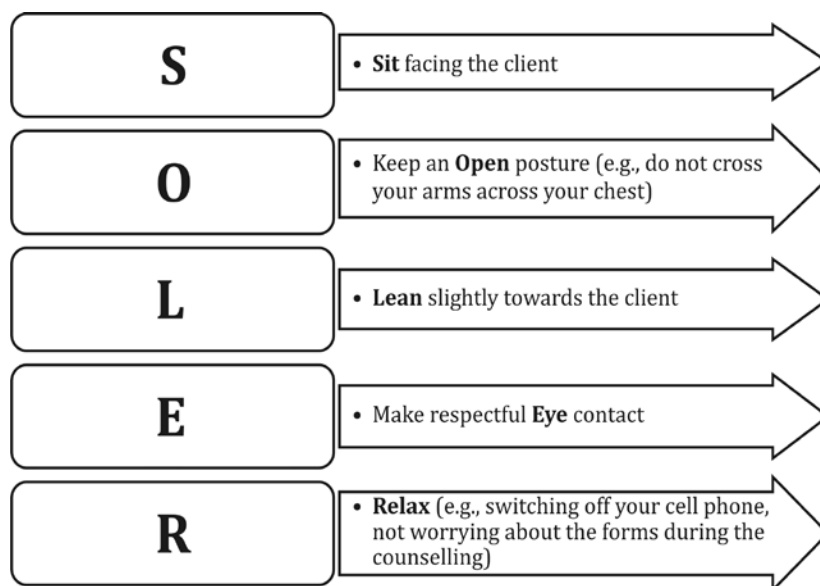 S
• Sit facing the client
O
• Keep an Open posture (e.g., do not cross
your arms across your chest)
L
• Lean slightly towards the client
E
• Make respectful Eye contact
R
• Relax (e.g., switching off your cell phone,
not worrying about the forms during the
counselling)